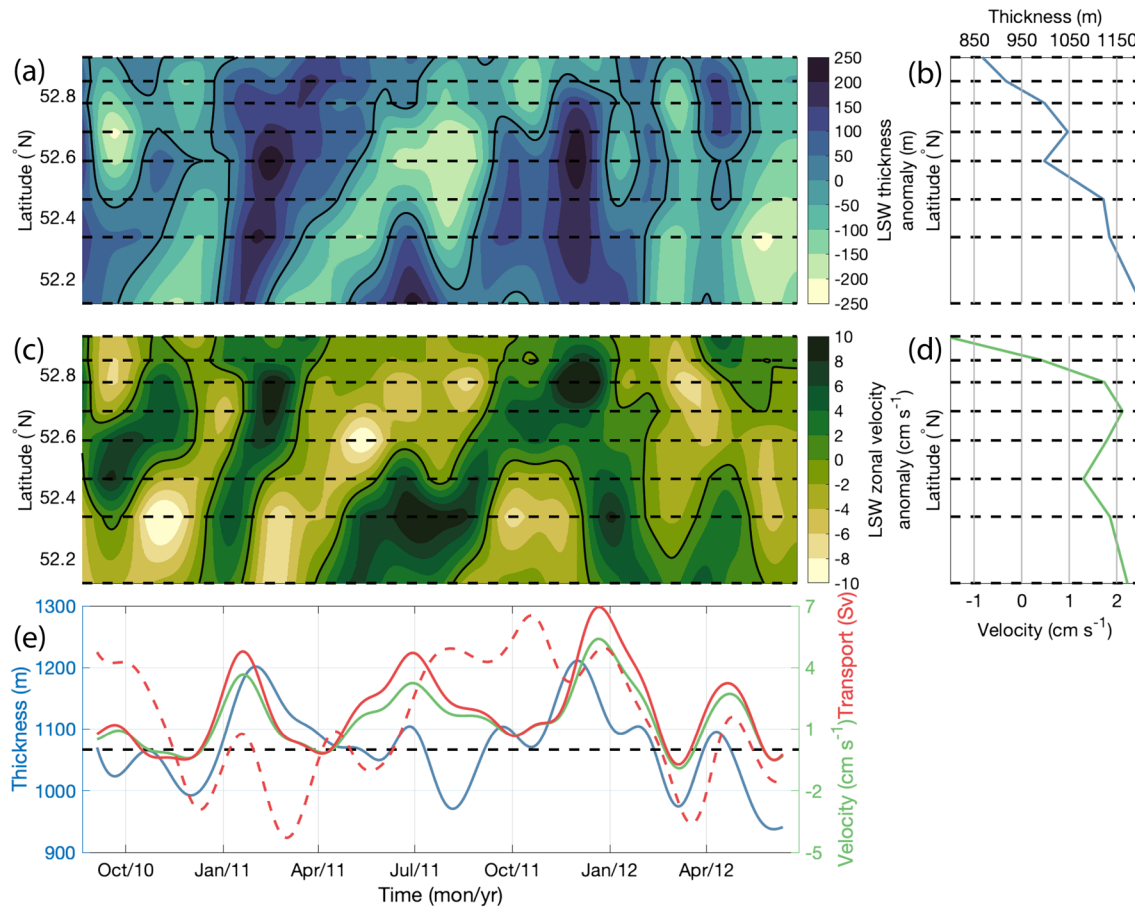 (a)
52.8
52.6
52.4
52.2
Latitude °N
250
200
150
100
50
0
-50
-100
-150
-200
-250
LSW thickness
anomaly (m)
Thickness (m)
850 950 1050 1150
(b)
Latitude °N
(c)
52.8
52.6
52.4
52.2
Latitude °N
10
8
6
4
2
0
-2
-4
-6
-8
-10
LSW zonal velocity
anomaly (cm s⁻¹)
(d)
Latitude °N
-1 0 1 2
Velocity (cm s⁻¹)
(e)
1300
1200
1100
1000
900
Thickness (m)
7
4
1
-2
-5
Velocity (cm s⁻¹)
Transport (Sv)
Oct/10 Jan/11 Apr/11 Jul/11 Oct/11 Jan/12 Apr/12
Time (mon/yr)